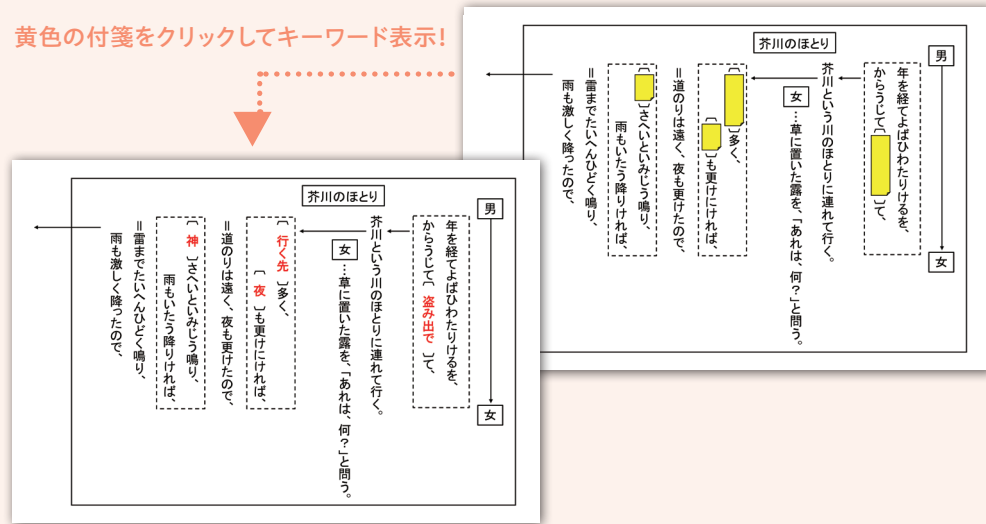 黄色の付箋をクリックしてキーワード表示!
芥川のほとり
男
女
年を経てよばひわたりけるを、
からうじて〔 〕て、
芥川という川のほとりに連れて行く。
女…草に置いた露を、「あれは、何?」と問う。
〔 〕多く、
〔 〕も更けにければ、
=道のりは遠く、夜も更けたので、
〔 〕さへいといみじう鳴り、
雨もいたう降りければ、
=雷までたいへんひどく鳴り、
雨も激しく降ったので、
芥川のほとり
男
女
年を経てよばひわたりけるを、
からうじて〔 盗み出で 〕て、
芥川という川のほとりに連れて行く。
女…草に置いた露を、「あれは、何?」と問う。
〔 行く先 〕多く、
〔 夜 〕も更けにければ、
=道のりは遠く、夜も更けたので、
〔 神 〕さへいといみじう鳴り、
雨もいたう降りければ、
=雷までたいへんひどく鳴り、
雨も激しく降ったので、